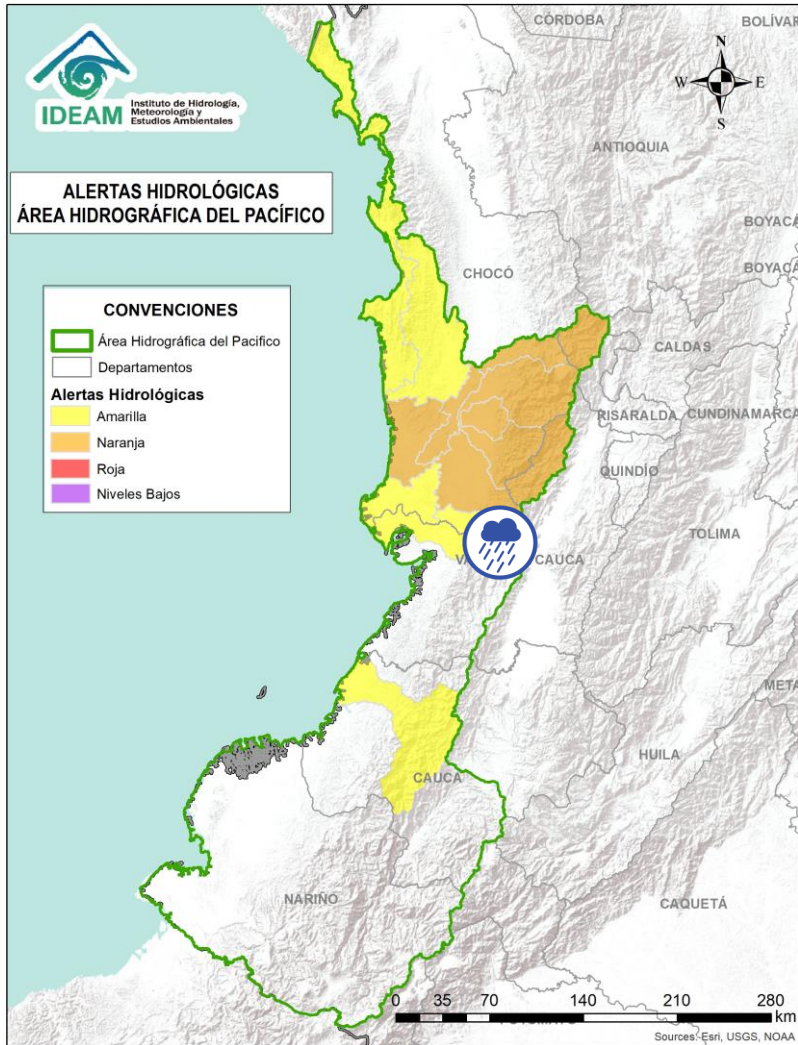 CÓRDOBA
BOLÍVAR
N
W
E
S
IDEAM
Instituto de Hidrología,
Meteorología y
Estudios Ambientales
ANTIOQUIA
ALERTAS HIDROLÓGICAS
ÁREA HIDROGRÁFICA DEL PACÍFICO
BOYACÁ
BOYACÁ
CHOCÓ
CONVENCIONES
Área Hidrográfica del Pacifico
Departamentos
Alertas Hidrológicas
Amarilla
Naranja
Roja
Niveles Bajos
CALDAS
RISARALDA
CUNDINAMARCA
QUINDÍO
TOLIMA
CAUCA
META
HUILA
CAUCA
NARIÑO
CAQUETÁ
0 35 70 140 210 280
km
Sources: Esri, USGS, NOAA